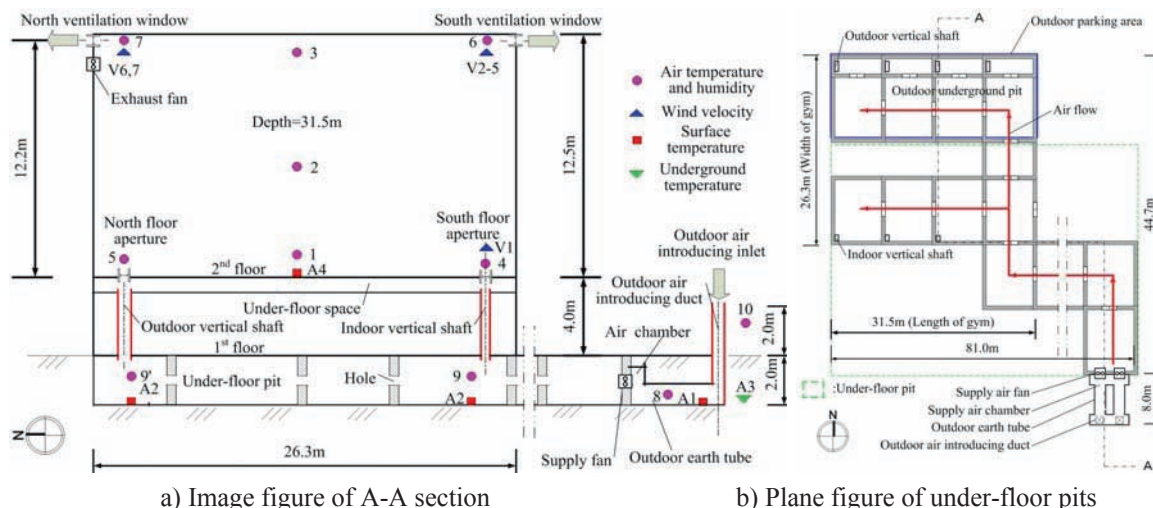 North ventilation window
South ventilation window
7
3
6
V6,7
V2-5
Exhaust fan
Depth=31.5m
12.2m
12.5m
2
North floor
aperture
South floor
aperture
V1
5
1
4
2nd floor
A4
Under-floor space
4.0m
Outdoor vertical shaft
Indoor vertical shaft
1st floor
9'
A2
Under-floor pit
Hole
9
A2
8
A1
A3
10
2.0m
2.0m
Air temperature
and humidity
Wind velocity
Surface
temperature
Underground
temperature
Outdoor air
introducing inlet
Outdoor air
introducing duct
Air chamber
N
26.3m
Supply fan
Outdoor earth tube
a) Image figure of A-A section
A
Outdoor parking area
Outdoor vertical shaft
Outdoor underground pit
Air flow
26.3m (Width of gym)
44.7m
Indoor vertical shaft
31.5m (Length of gym)
81.0m
:Under-floor pit
Supply air fan
Supply air chamber
Outdoor earth tube
Outdoor air introducing duct
8.0m
N
A
b) Plane figure of under-floor pits